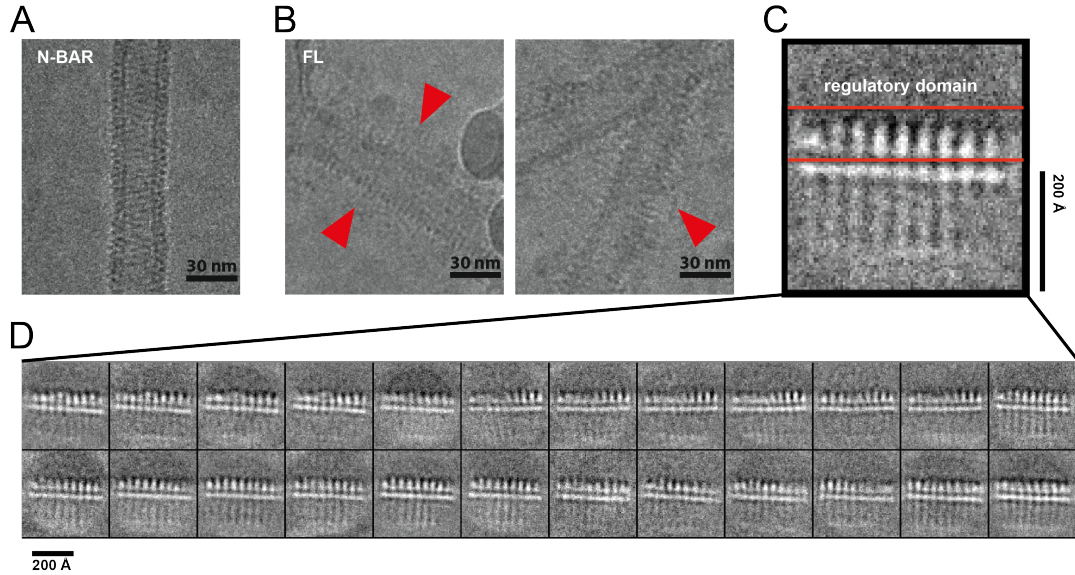 A
B
C
N-BAR
FL
regulatory domain
30 nm
30 nm
30 nm
200 Å
D
200 Å